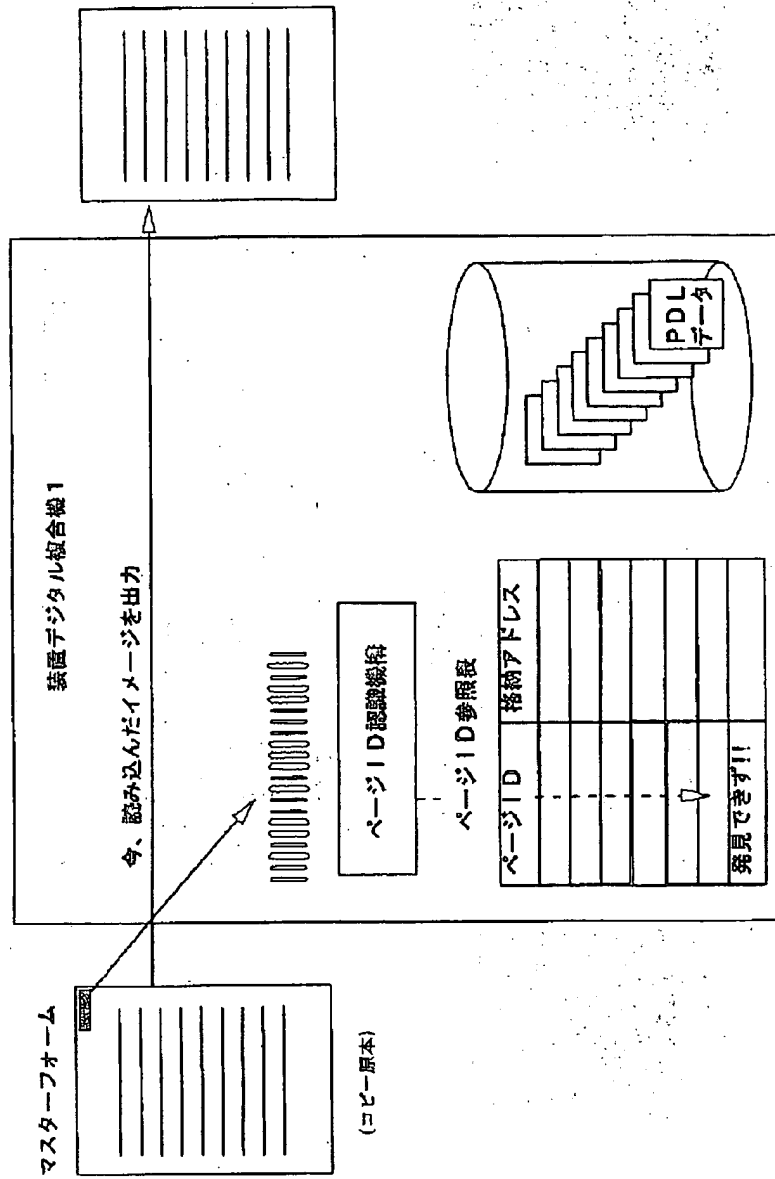 マスターフォーム
(コピー原本)
装置デジタル複合機1
今、読み込んだイメージを出力
ページID認識機構
ページID参照段
ページID
格納アドレス
発見できず!!
PDL
データ